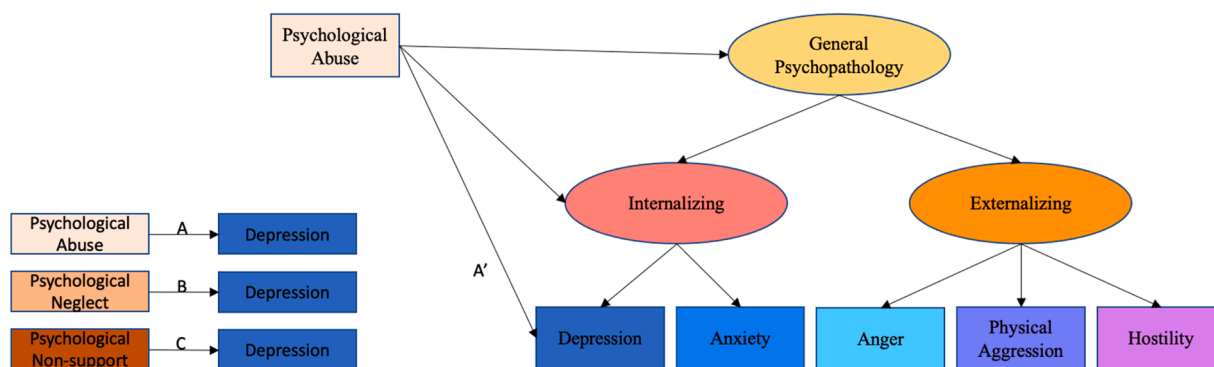 Psychological
Abuse
General
Psychopathology
Internalizing
Externalizing
Psychological
Abuse
A
Depression
Psychological
Neglect
B
Depression
Psychological
Non-support
C
Depression
A’
Depression
Anxiety
Anger
Physical
Aggression
Hostility